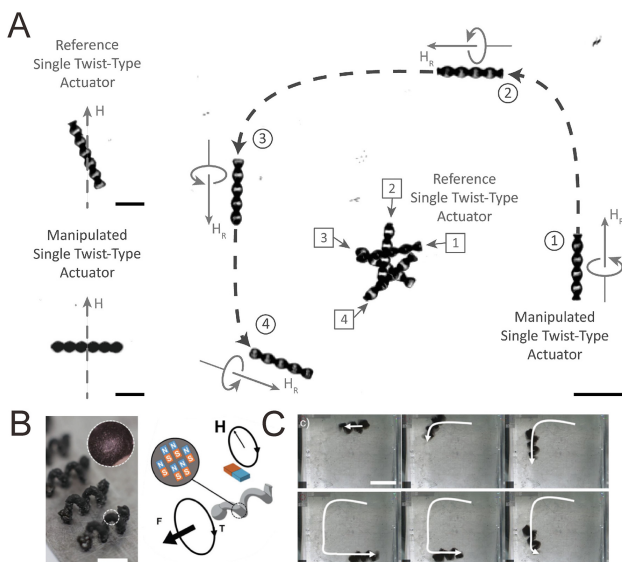 A
Reference
Single Twist-Type
Actuator
H
Manipulated
Single Twist-Type
Actuator
H
H_R
2
3
H_R
Reference
Single Twist-Type
Actuator
2
3
1
4
1
H_R
Manipulated
Single Twist-Type
Actuator
4
H_R
B
H
N N
S S
F
T
C
c)